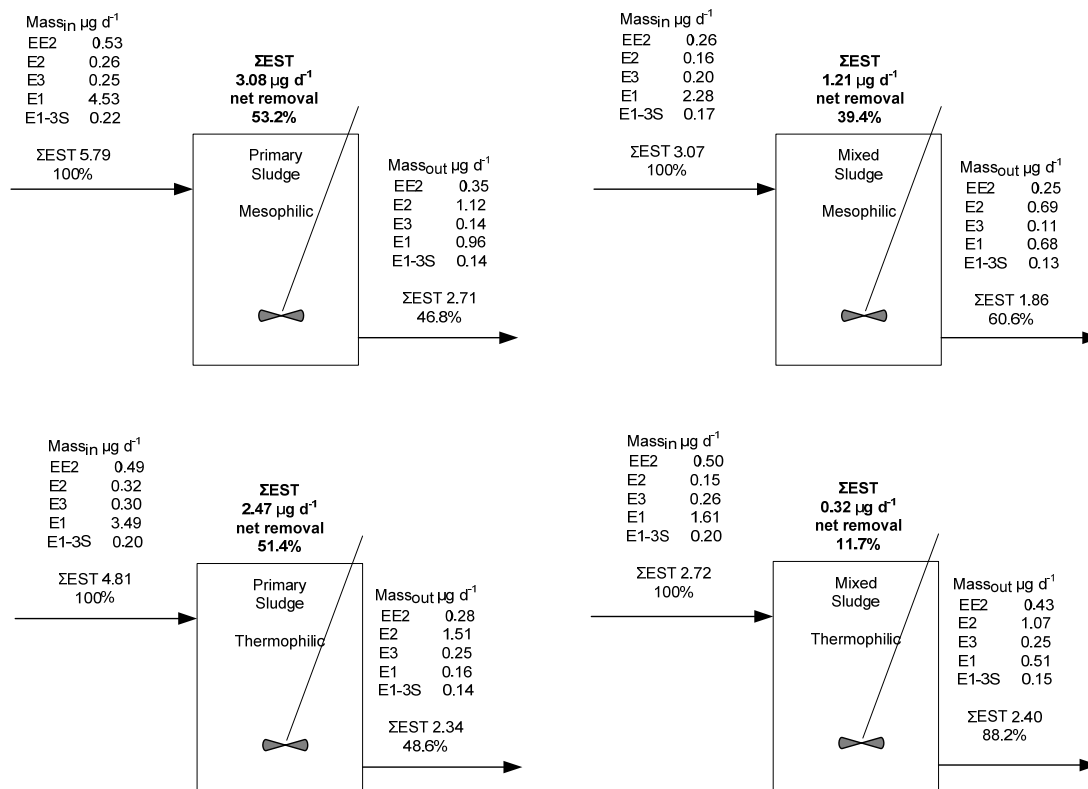 Massin µg d-1
EE2 0.53
E2 0.26
E3 0.25
E1 4.53
E1-3S 0.22
ΣEST 5.79
100%
ΣEST
3.08 µg d-1
net removal
53.2%
Primary
Sludge
Mesophilic
Massout µg d-1
EE2 0.35
E2 1.12
E3 0.14
E1 0.96
E1-3S 0.14
ΣEST 2.71
46.8%
Massin µg d-1
EE2 0.26
E2 0.16
E3 0.20
E1 2.28
E1-3S 0.17
ΣEST 3.07
100%
ΣEST
1.21 µg d-1
net removal
39.4%
Mixed
Sludge
Mesophilic
Massout µg d-1
EE2 0.25
E2 0.69
E3 0.11
E1 0.68
E1-3S 0.13
ΣEST 1.86
60.6%
Massin µg d-1
EE2 0.49
E2 0.32
E3 0.30
E1 3.49
E1-3S 0.20
ΣEST 4.81
100%
ΣEST
2.47 µg d-1
net removal
51.4%
Primary
Sludge
Thermophilic
Massout µg d-1
EE2 0.28
E2 1.51
E3 0.25
E1 0.16
E1-3S 0.14
ΣEST 2.34
48.6%
Massin µg d-1
EE2 0.50
E2 0.15
E3 0.26
E1 1.61
E1-3S 0.20
ΣEST 2.72
100%
ΣEST
0.32 µg d-1
net removal
11.7%
Mixed
Sludge
Thermophilic
Massout µg d-1
EE2 0.43
E2 1.07
E3 0.25
E1 0.51
E1-3S 0.15
ΣEST 2.40
88.2%